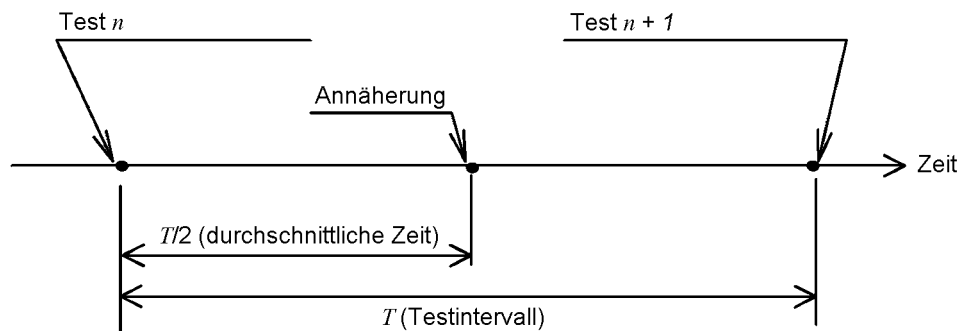 Test n
Test n + 1
Annäherung
Zeit
T/2 (durchschnittliche Zeit)
T (Testintervall)